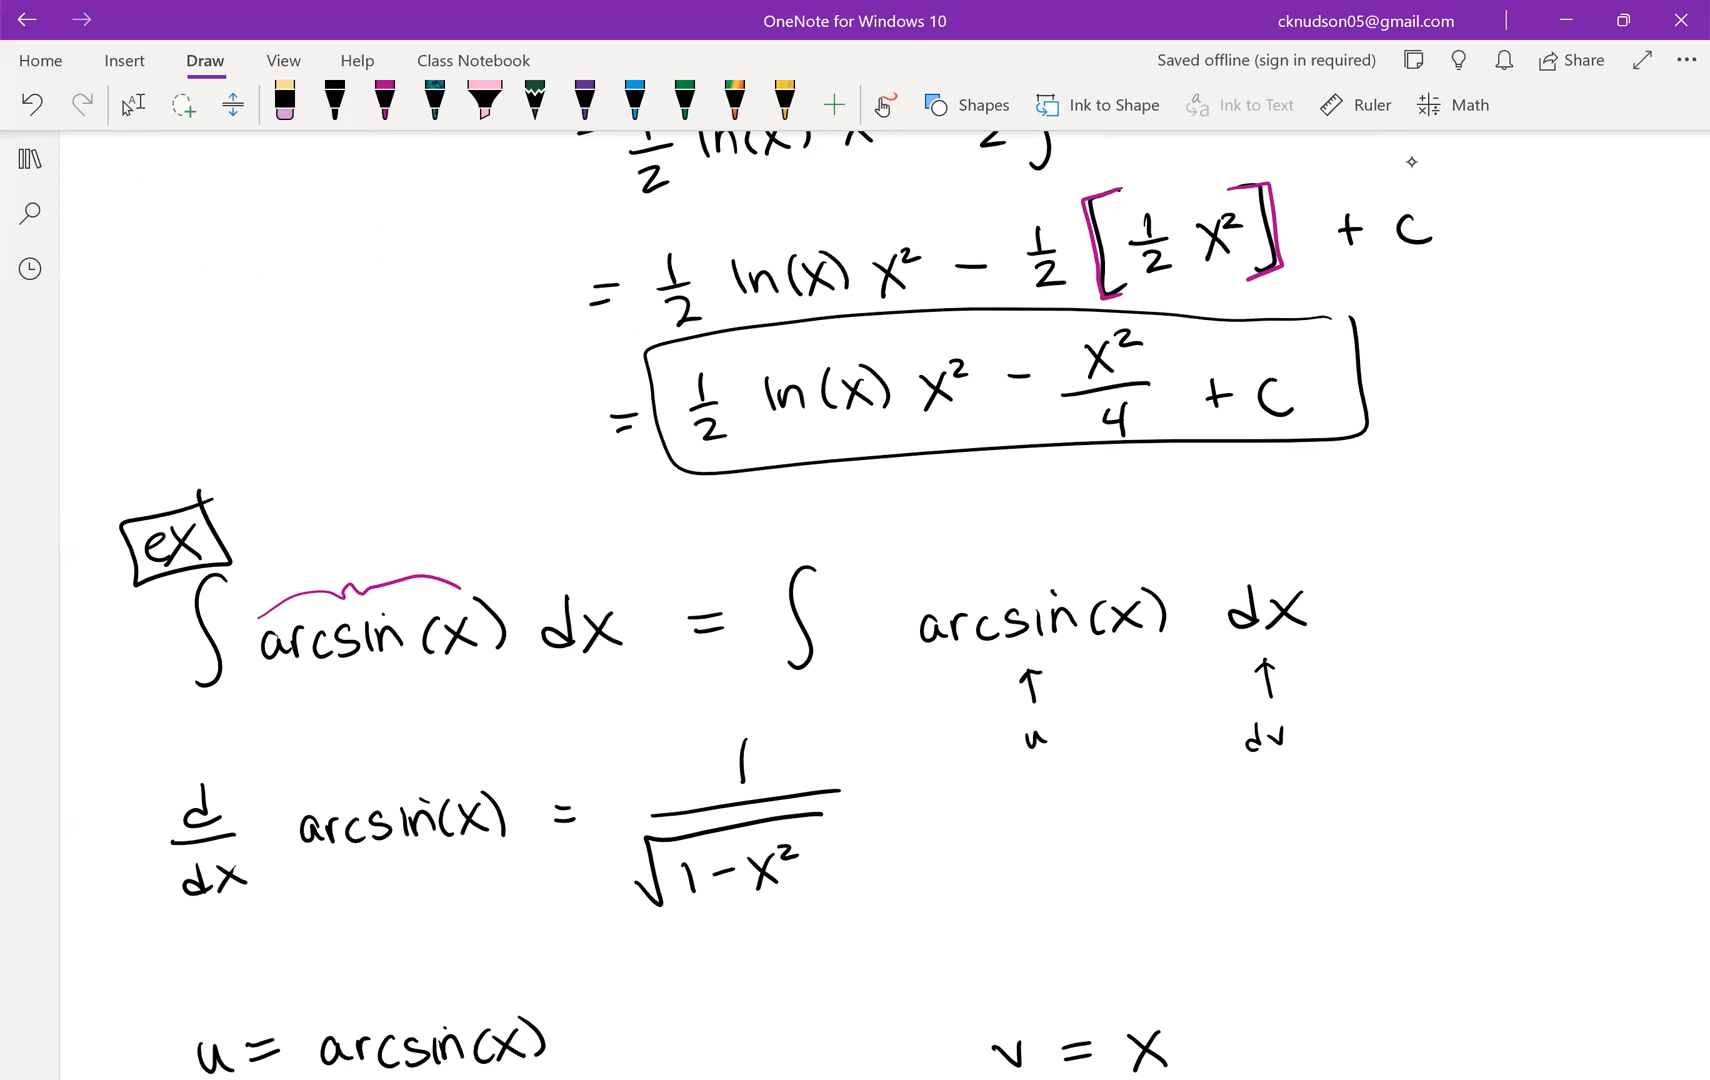 OneNote for Windows 10 cknudson05@gmail.com
Home Insert Draw View Help Class Notebook Saved offline (sign in required) Share
Shapes Ink to Shape Ink to Text Ruler Math
= 1/2 ln(x) x² - 1/2 [1/2 x²] + C
= 1/2 ln(x) x² - x²/4 + C
ex
∫ arcsin(x) dx = ∫ arcsin(x) dx
↑ ↑
u dv
d/dx arcsin(x) = 1/√(1-x²)
u = arcsin(x) v = x